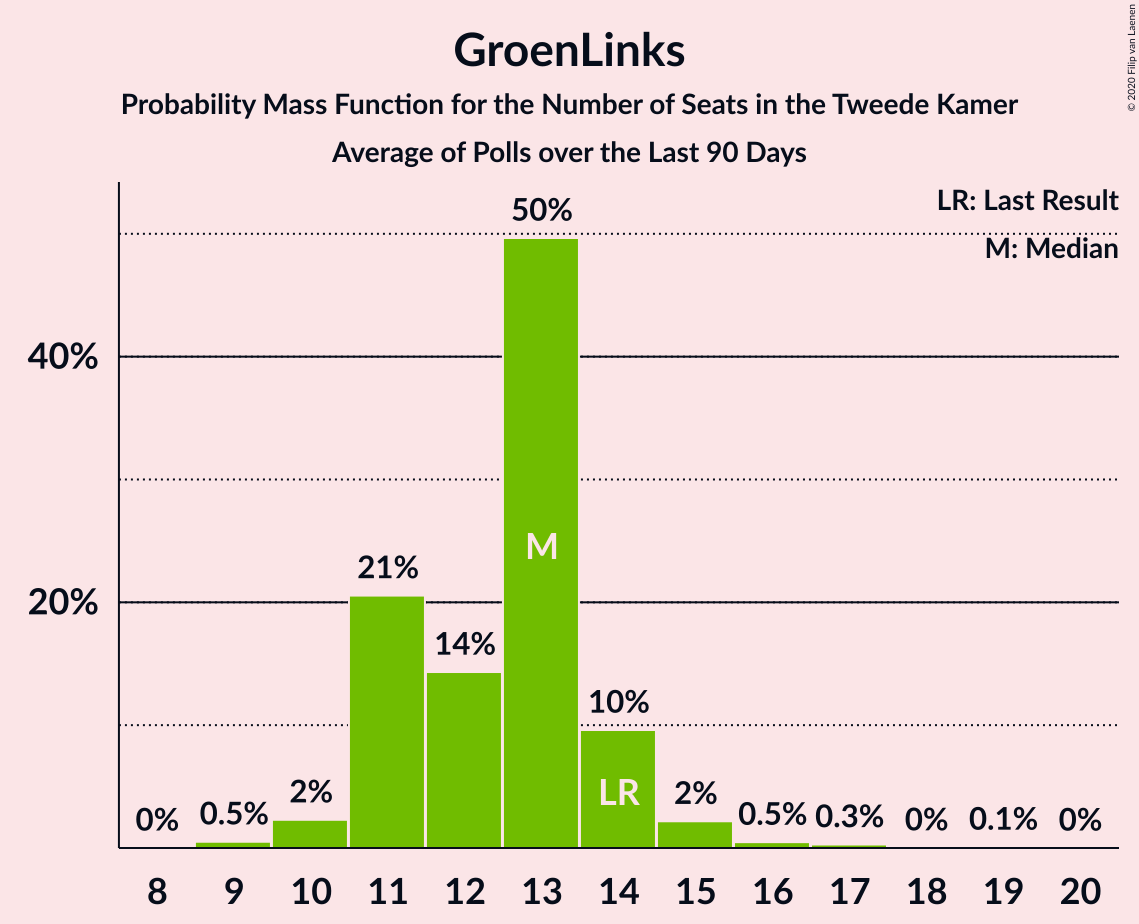 GroenLinks
Probability Mass Function for the Number of Seats in the Tweede Kamer
Average of Polls over the Last 90 Days
© 2020 Filip van Laenen
LR: Last Result
M: Median
50%
40%
M
21%
20%
14%
10%
LR
0%
0.5%
2%
2%
0.5%
0.3%
0%
0.1%
0%
8 9 10 11 12 13 14 15 16 17 18 19 20